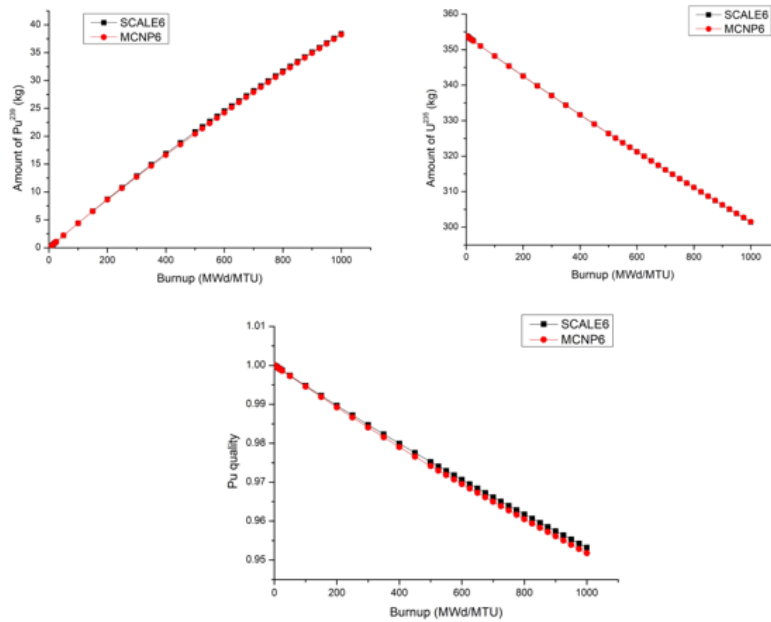 SCALE6
MCNP6
40
35
30
25
20
15
10
5
0
Amount of Pu²³⁹ (kg)
0 200 400 600 800 1000
Burnup (MWd/MTU)
SCALE6
MCNP6
360
350
340
330
320
310
300
Amount of U²³⁵ (kg)
0 200 400 600 800 1000
Burnup (MWd/MTU)
SCALE6
MCNP6
1.01
1.00
0.99
0.98
0.97
0.96
0.95
Pu quality
0 200 400 600 800 1000
Burnup (MWd/MTU)